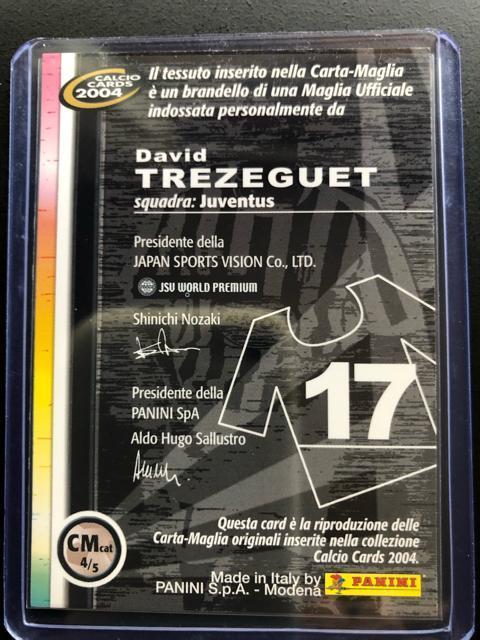 CALCIO
CARDS
2004
Il tessuto inserito nella Carta-Maglia
è un brandello di una Maglia Ufficiale
indossata personalmente da
David
TREZEGUET
squadra: Juventus
Presidente della
JAPAN SPORTS VISION Co., LTD.
JSV WORLD PREMIUM
Shinichi Nozaki
17
Presidente della
PANINI SpA
Aldo Hugo Sallustro
Questa card è la riproduzione delle
Carta-Maglia originali inserite nella collezione
Calcio Cards 2004.
CMcat
4/5
Made in Italy by
PANINI S.p.A. - Modena
PANINI